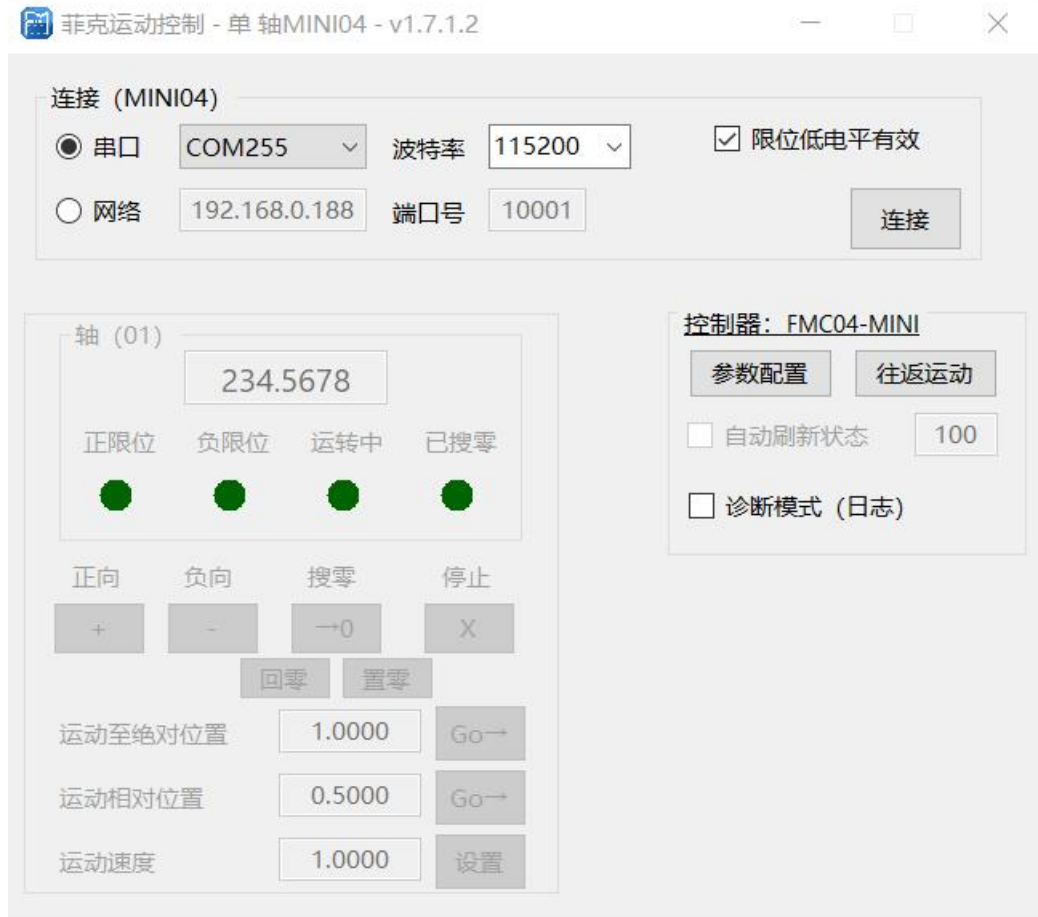 菲克运动控制 - 单 轴MINI04 - v1.7.1.2
连接 (MINI04)
串口 COM255 波特率 115200 限位低电平有效
网络 192.168.0.188 端口号 10001 连接
轴 (01)
234.5678
正限位 负限位 运转中 已搜零
正向 负向 搜零 停止
+ - →0 X
回零 置零
运动至绝对位置 1.0000 Go→
运动相对位置 0.5000 Go→
运动速度 1.0000 设置
控制器: FMC04-MINI
参数配置 往返运动
自动刷新状态 100
诊断模式 (日志)